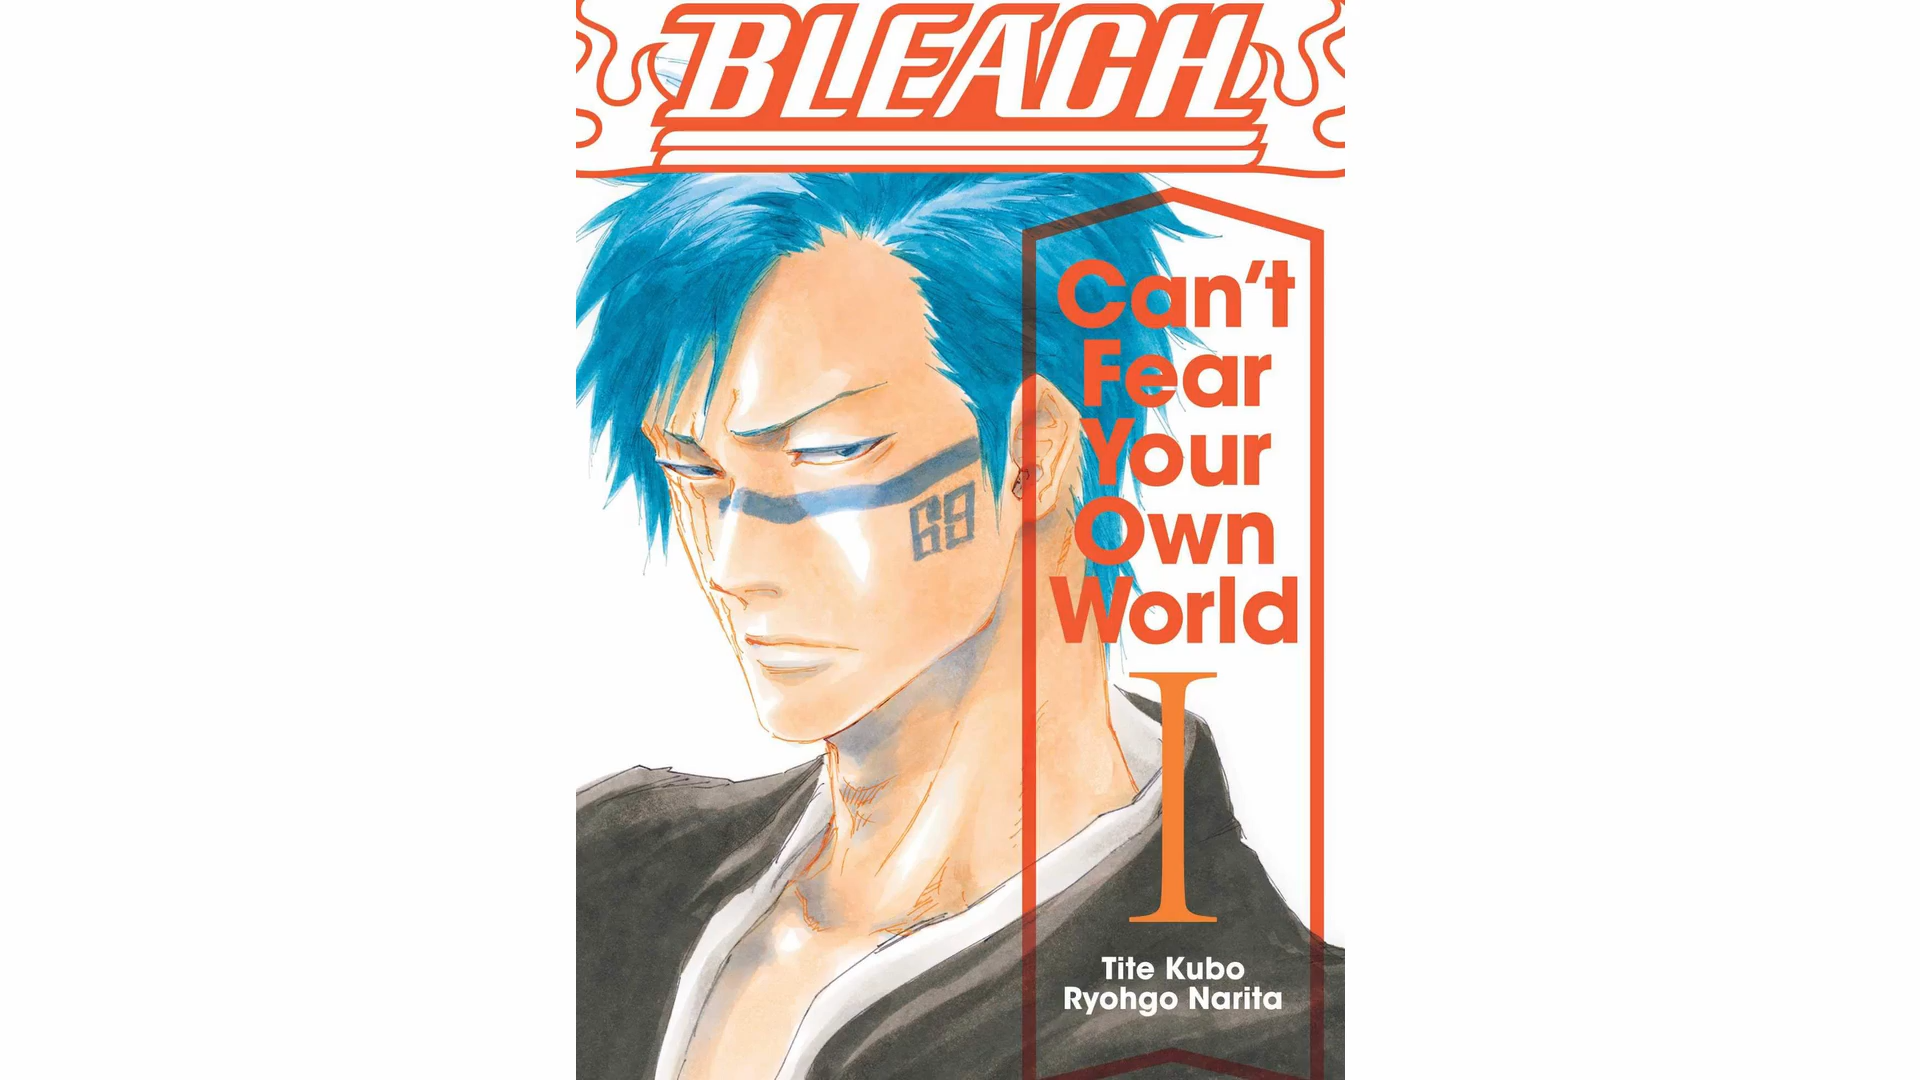 BLEACH
69
Can't
Fear
Your
Own
World
I
Tite Kubo
Ryohgo Narita